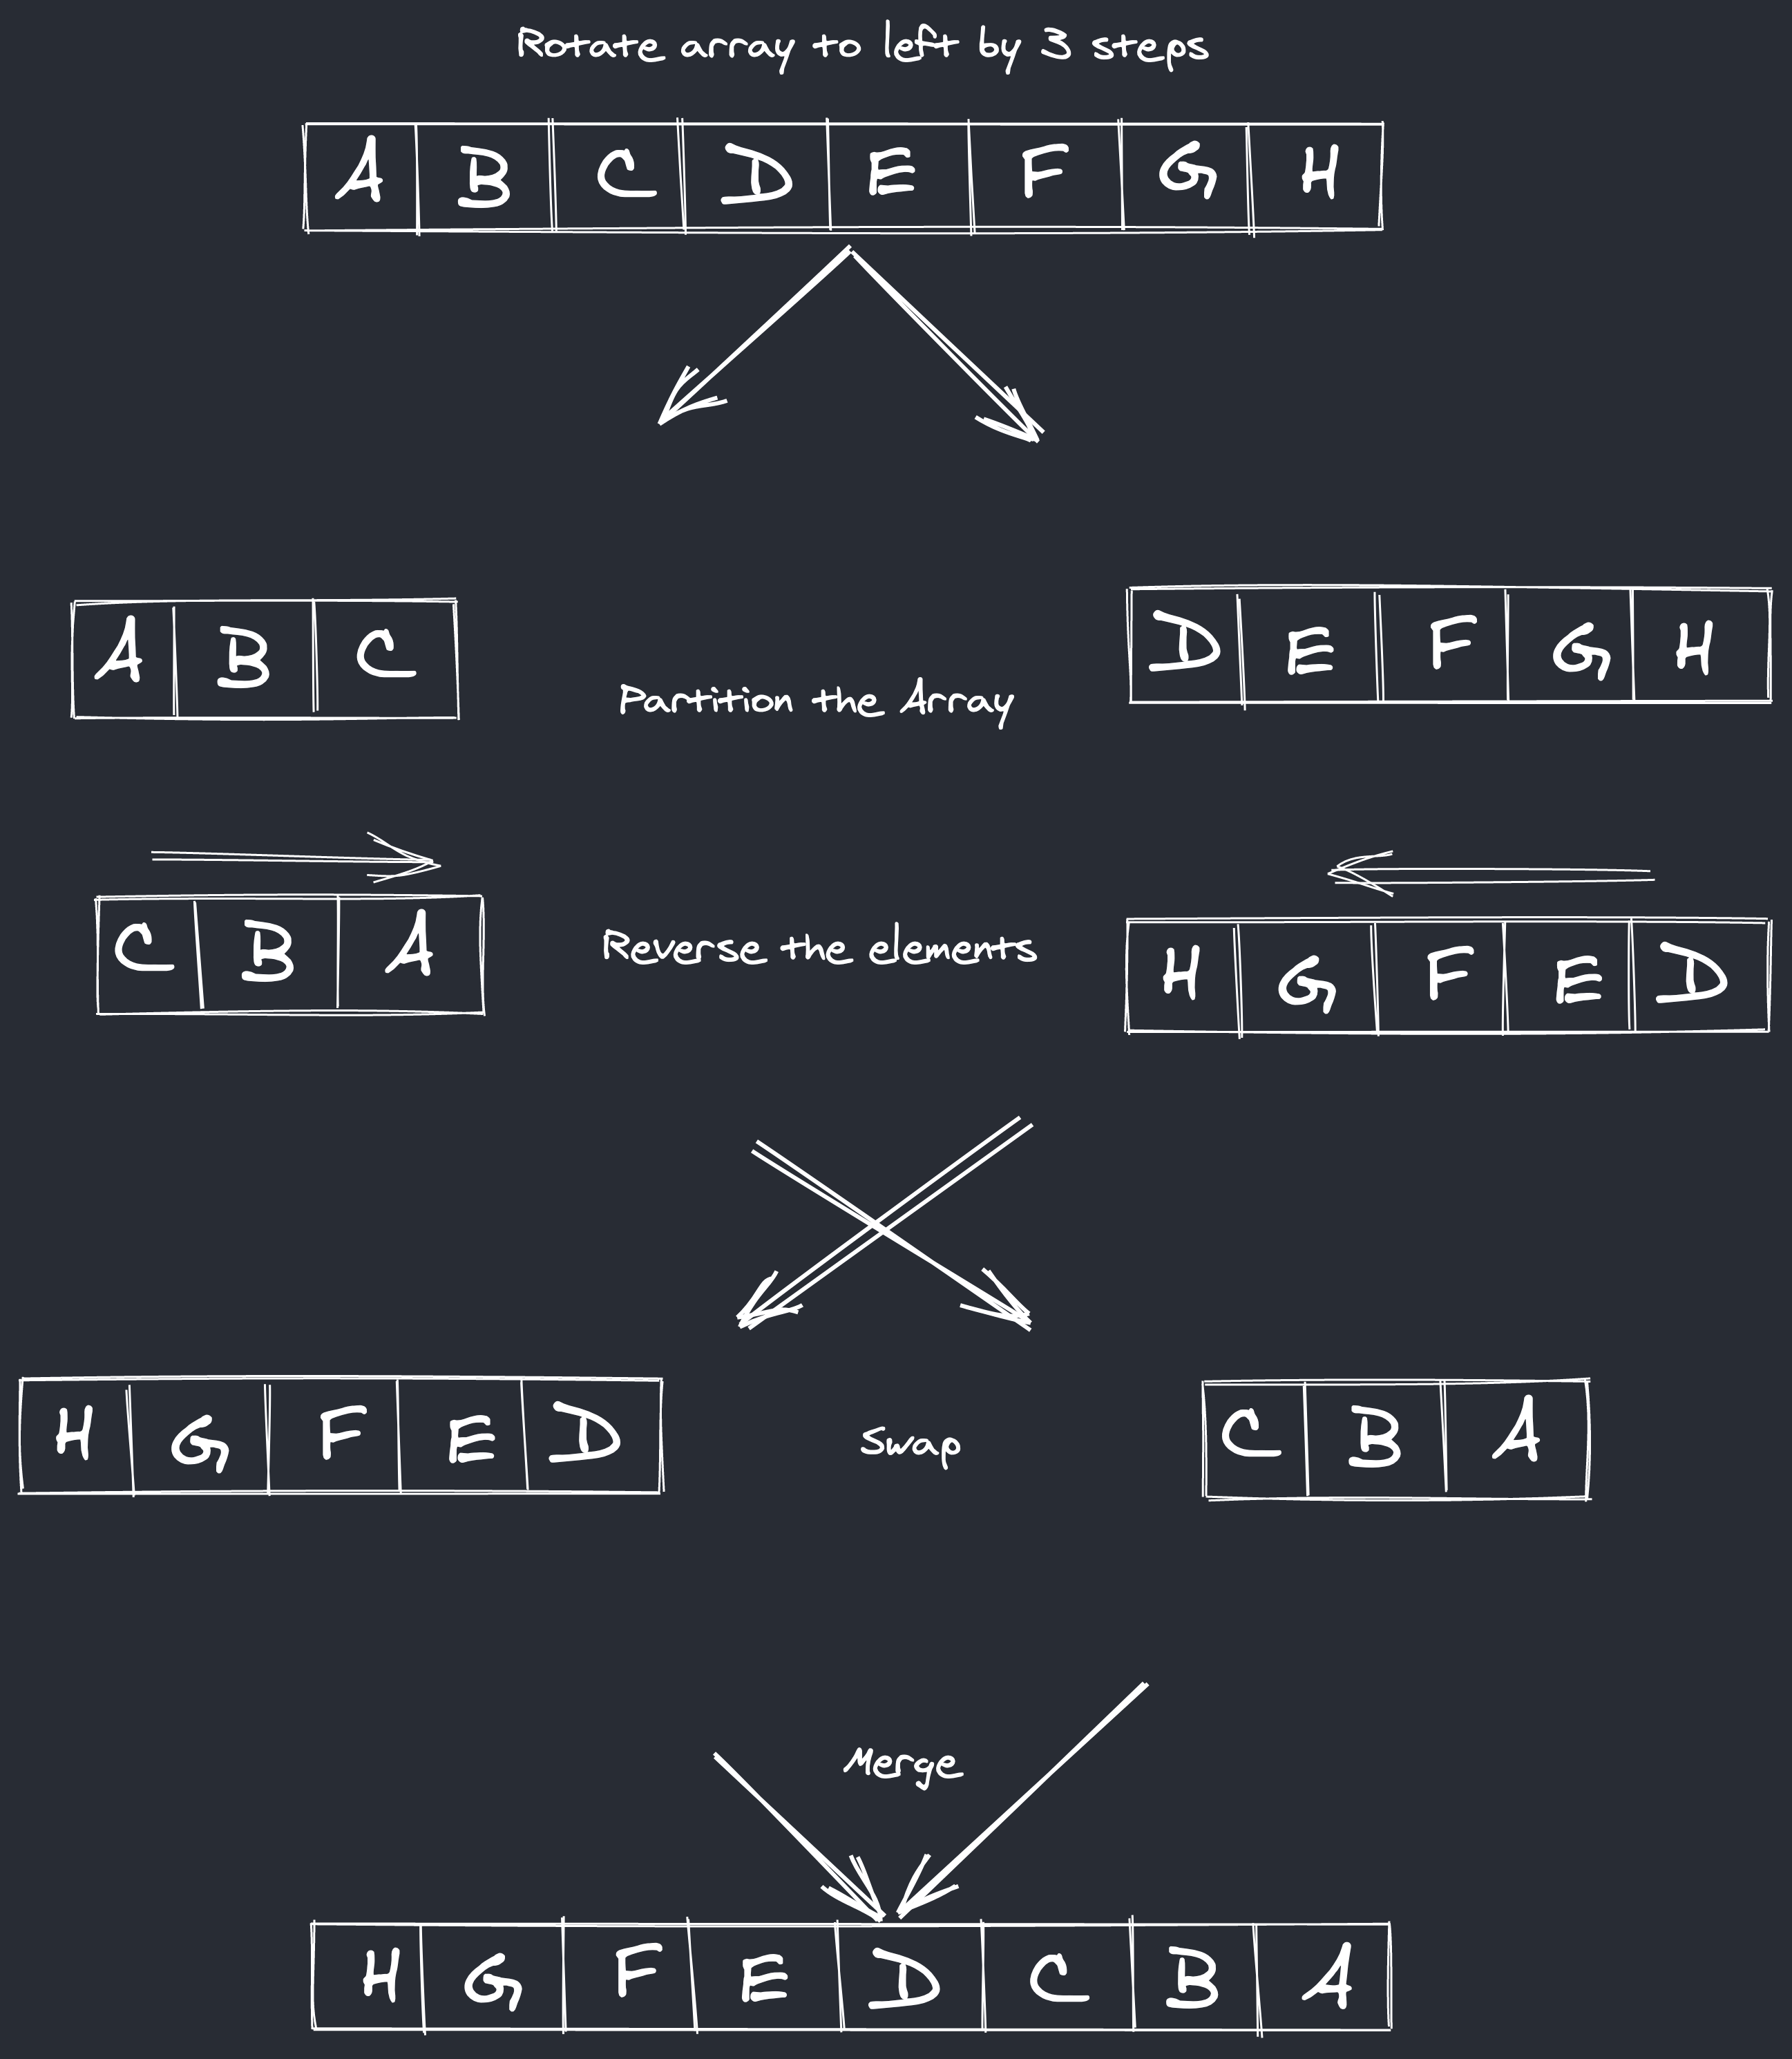 Rotate array to left by 3 steps
A B C D E F G H
A B C
D E F G H
Partition the Array
C B A
Reverse the elements
H G F E D
H G F E D
Swap
C B A
Merge
H G F E D C B A